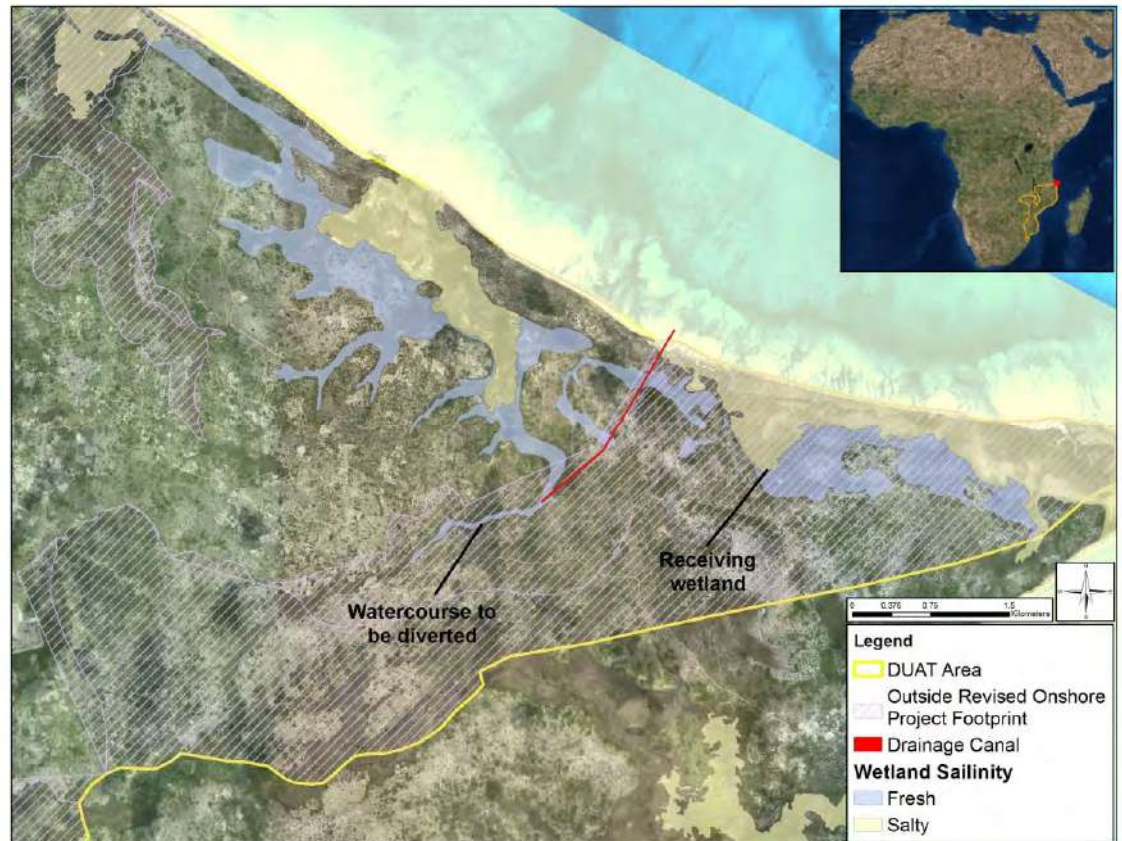 Receiving
wetland
Watercourse to
be diverted
0 0.375 0.75 1.5
Kilometers
N
W E
S
Legend
DUAT Area
Outside Revised Onshore
Project Footprint
Drainage Canal
Wetland Sailinity
Fresh
Salty